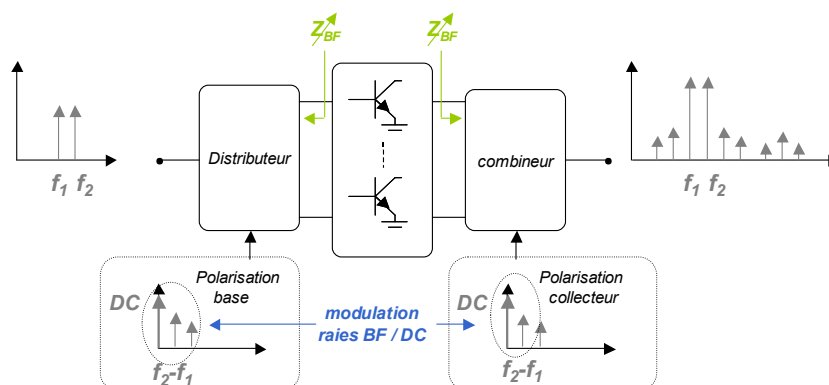 Z_BF Z_BF
Distributeur
combineur
f1 f2
f1 f2
Polarisation
base
Polarisation
collecteur
DC
DC
modulation
raies BF / DC
f2-f1
f2-f1